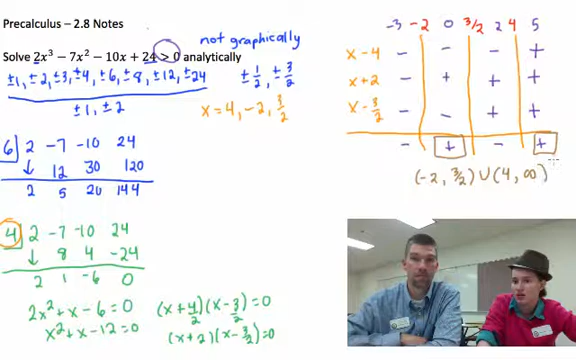 Precalculus – 2.8 Notes
not graphically
Solve 2x³ – 7x² – 10x + 24 > 0 analytically
±1, ±2, ±3, ±4, ±6, ±8, ±12, ±24
±1, ±2
±1/2, ±3/2
x = 4, -2, 3/2
6 2 -7 -10 24
↓ 12 30 120
2 5 20 144
4 2 -7 -10 24
↓ 8 4 -24
2 1 -6 0
2x² + x - 6 = 0
x² + x - 12 = 0
(x + 4/2)(x - 3/2) = 0
(x + 2)(x - 3/2) = 0
-3 -2 0 3/2 2 4 5
x - 4 - - - +
x + 2 - + + +
x - 3/2 - - + +
- + - +
(-2, 3/2) ∪ (4, ∞)